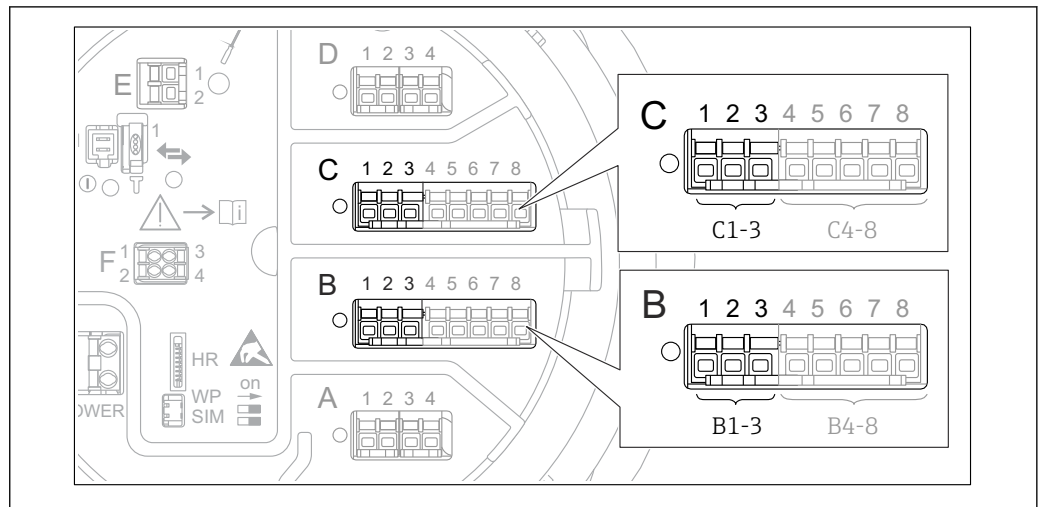 D 1 2 3 4
E 1
2
1
C 1 2 3 4 5 6 7 8
C 1 2 3 4 5 6 7 8
C1-3 C4-8
i
F 1 3
2 4
B 1 2 3 4 5 6 7 8
B 1 2 3 4 5 6 7 8
B1-3 B4-8
HR
on
WP
SIM
OWER
A 1 2 3 4